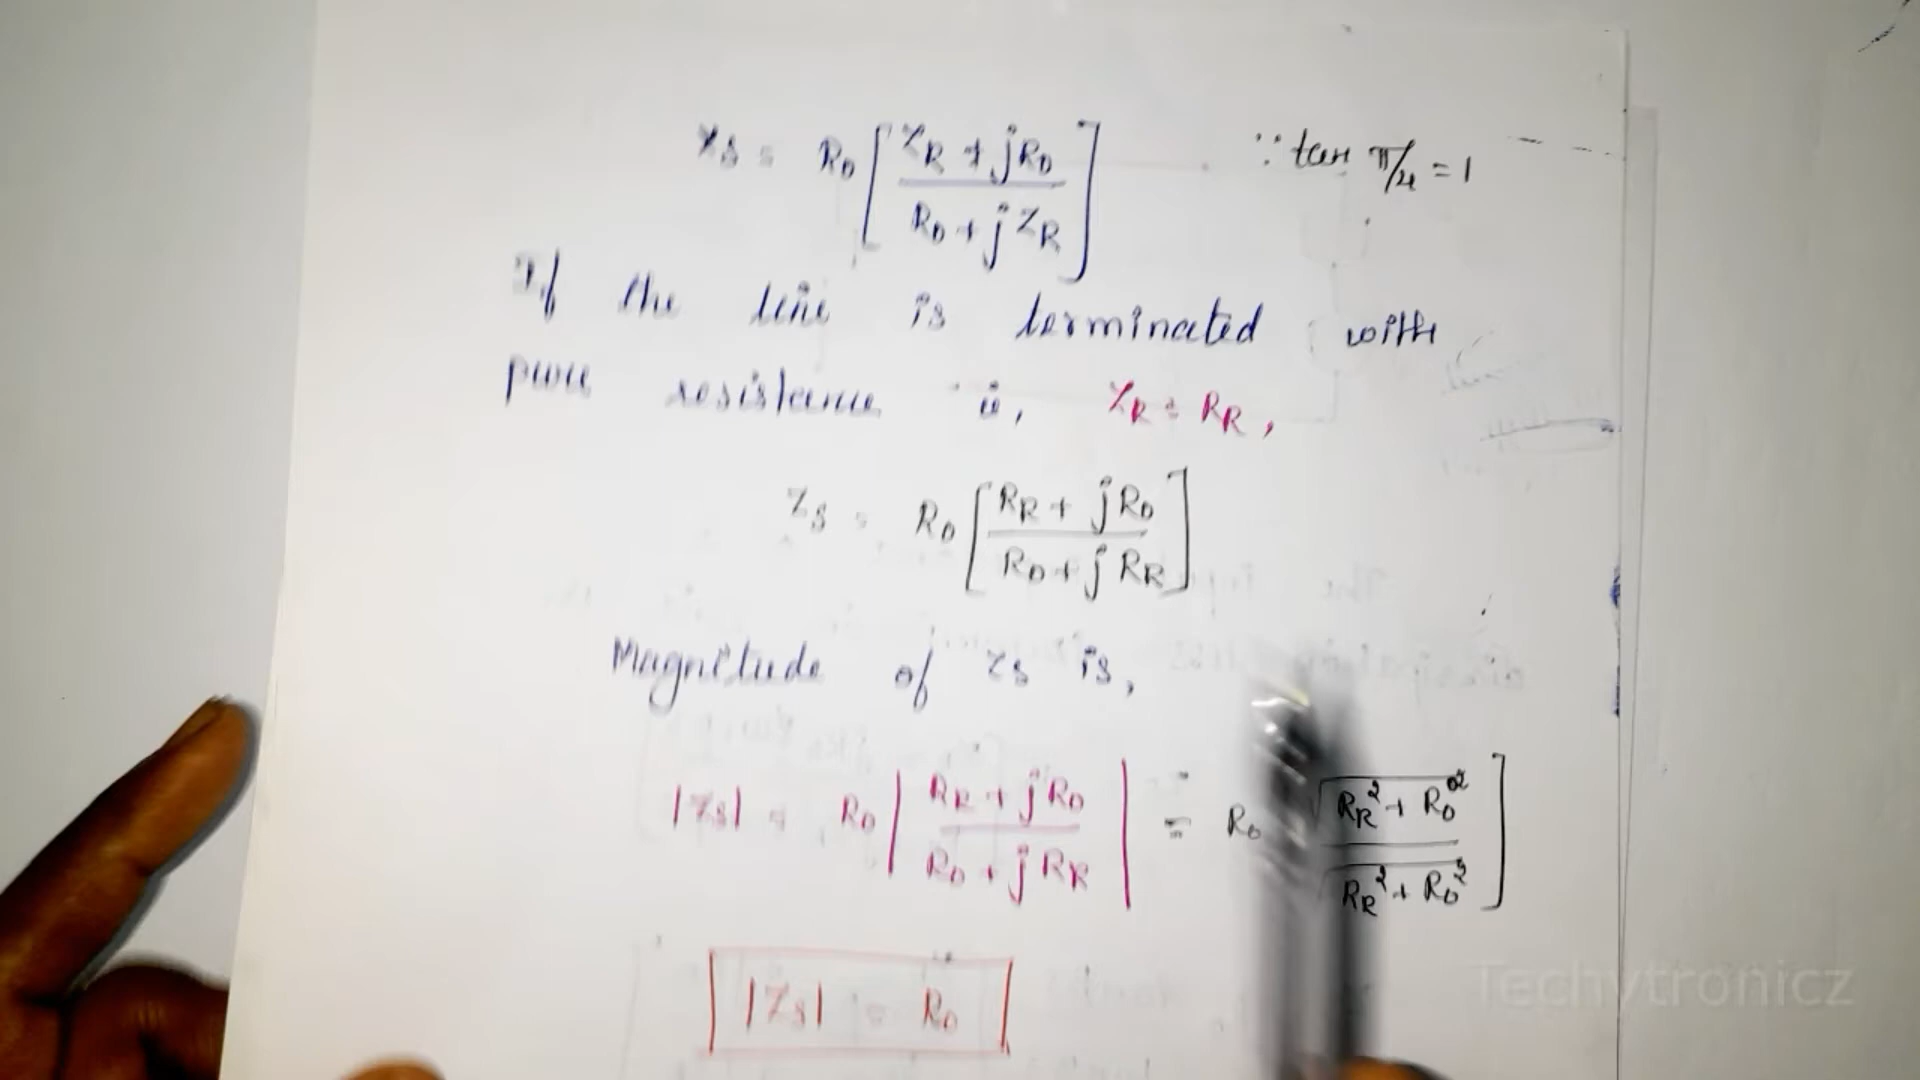 Zs = R0 [ZR + jR0 / R0 + jZR] ∵ tan π/4 = 1
If the line is terminated with
pure resistance ie, ZR = RR,
Zs = R0 [RR + jR0 / R0 + jRR]
Magnitude of Zs is,
|Zs| = R0 |RR + jR0 / R0 + jRR| = R0 [√RR² + R0² / √RR² + R0²]
|Zs| = R0
Techytronicz